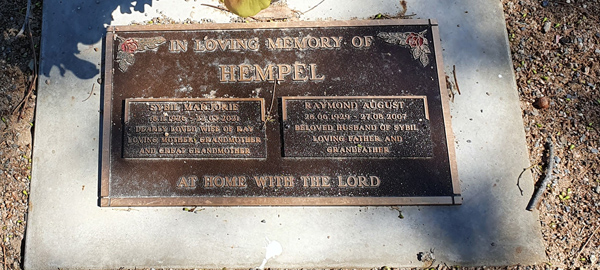 IN LOVING MEMORY OF
HEMPEL
SYBIL MARJORIE
DEARLY LOVED WIFE OF RAY
LOVING MOTHER, GRANDMOTHER
AND GREAT GRANDMOTHER
RAYMOND AUGUST
28.06.1929 - 27.08.2007
BELOVED HUSBAND OF SYBIL
LOVING FATHER AND
GRANDFATHER
AT HOME WITH THE LORD